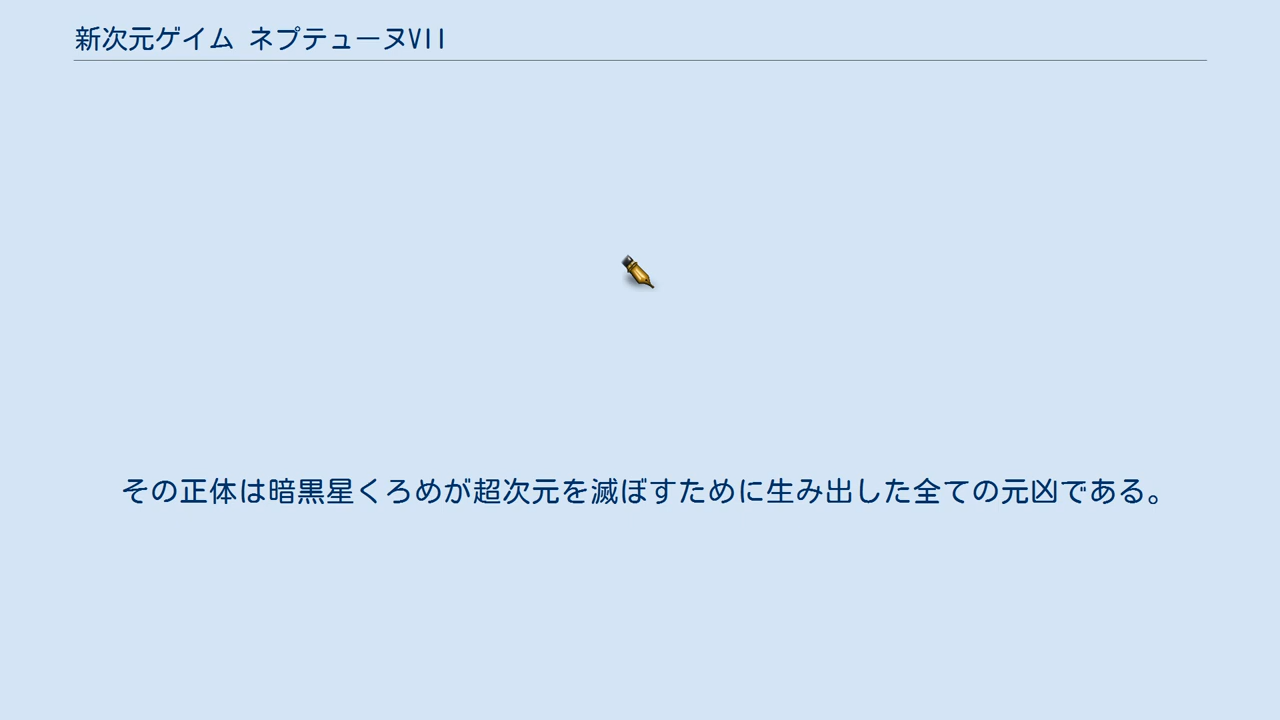 新次元ゲイム ネプテューヌVII
その正体は暗黒星くろめが超次元を滅ぼすために生み出した全ての元凶である。